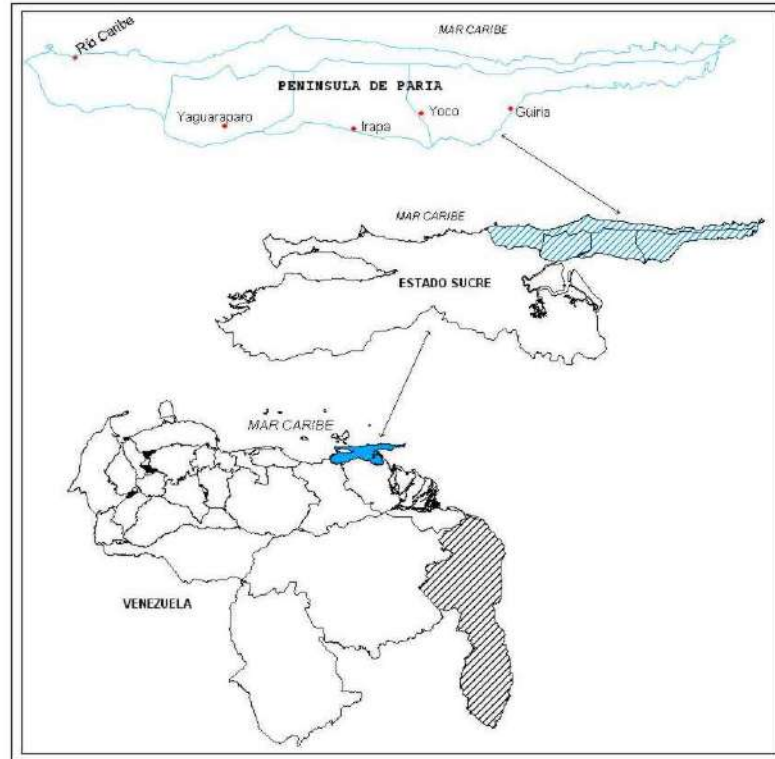 MAR CARIBE
Río Caribe
PENINSULA DE PARIA
Yaguaraparo
Irapa
Yoco
Güiria
MAR CARIBE
ESTADO SUCRE
MAR CARIBE
VENEZUELA